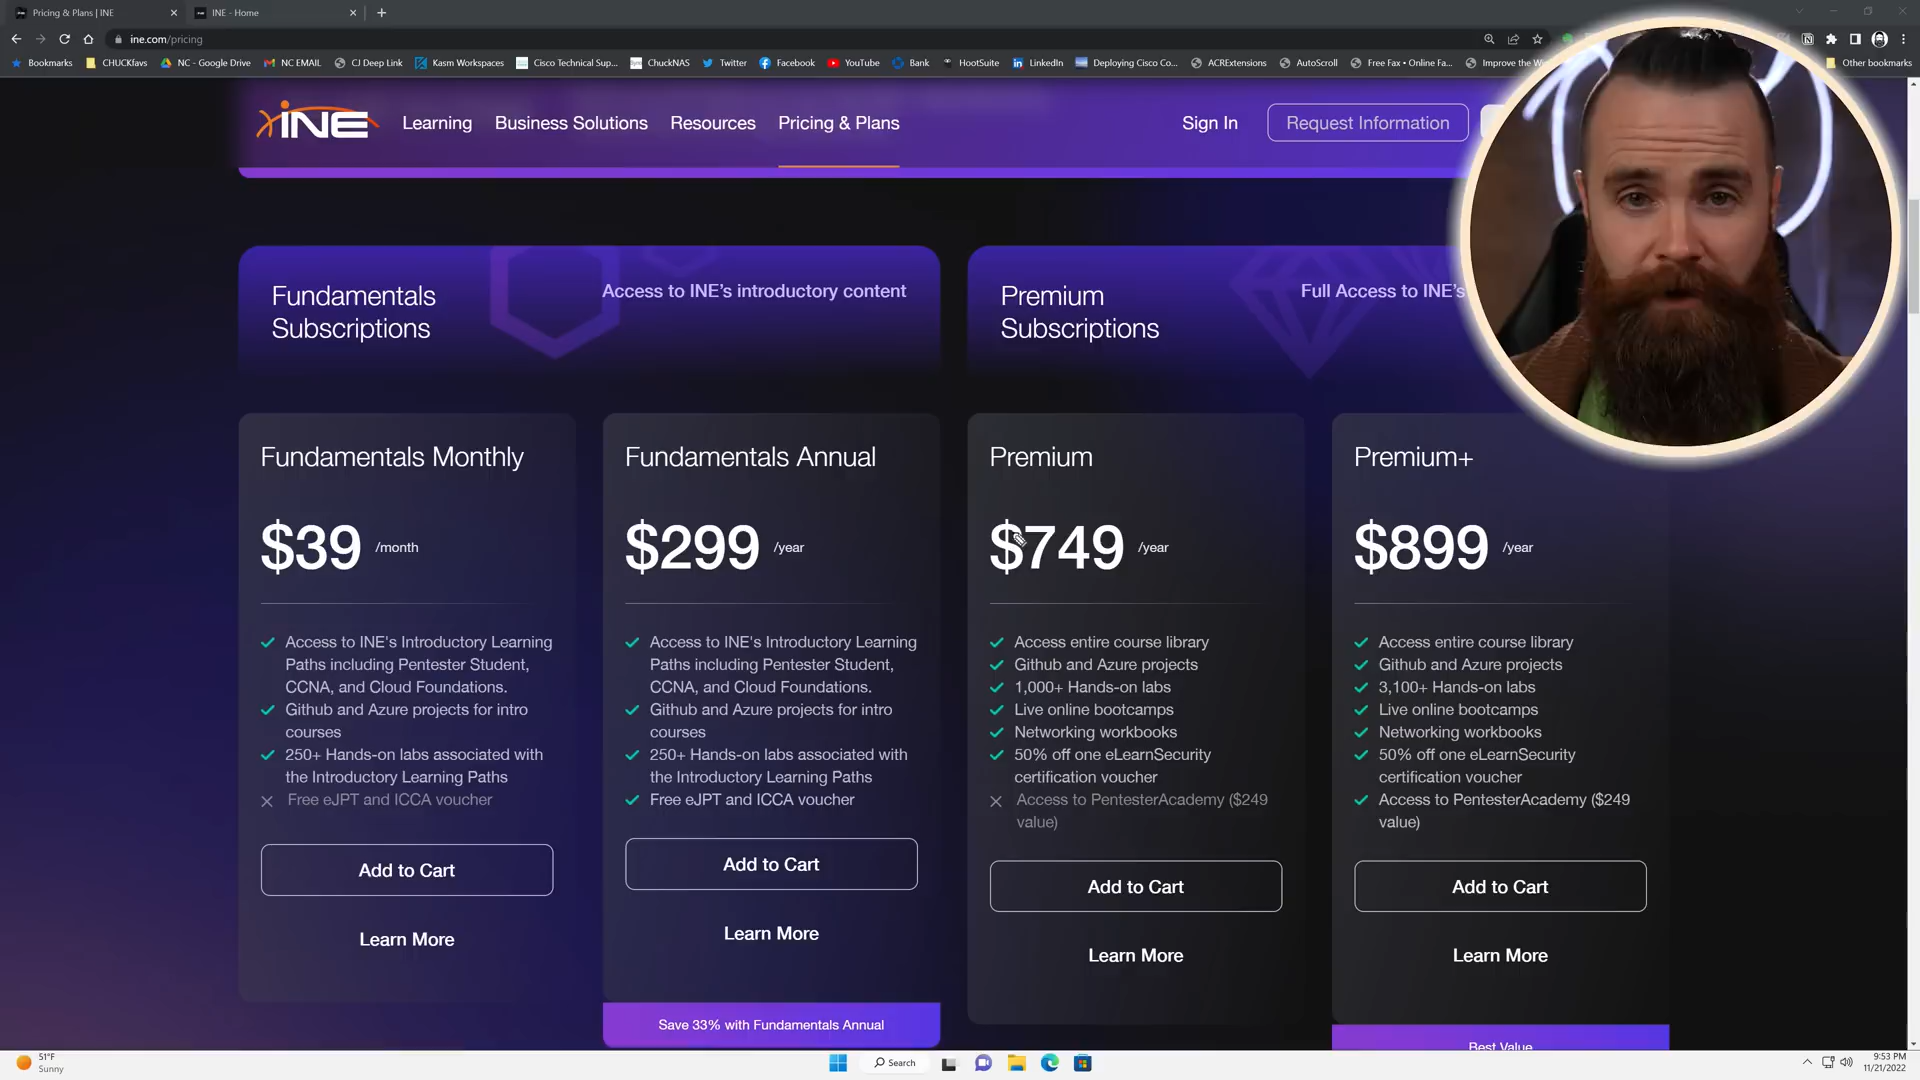 Pricing & Plans | INE
INE - Home
ine.com/pricing
Bookmarks
CHUCKfavs
NC - Google Drive
NC EMAIL
CJ Deep Link
Kasm Workspaces
Cisco Technical Sup...
ChuckNAS
Twitter
Facebook
YouTube
Bank
HootSuite
LinkedIn
Deploying Cisco Co...
ACRExtensions
AutoScroll
Free Fax • Online Fa...
Improve the
Other bookmarks
INE
Learning
Business Solutions
Resources
Pricing & Plans
Sign In
Request Information
Fundamentals
Subscriptions
Access to INE's introductory content
Premium
Subscriptions
Full Access to INE's
Fundamentals Monthly
$39 /month
Access to INE's Introductory Learning
Paths including Pentester Student,
CCNA, and Cloud Foundations.
Github and Azure projects for intro
courses
250+ Hands-on labs associated with
the Introductory Learning Paths
Free eJPT and ICCA voucher
Add to Cart
Learn More
Fundamentals Annual
$299 /year
Access to INE's Introductory Learning
Paths including Pentester Student,
CCNA, and Cloud Foundations.
Github and Azure projects for intro
courses
250+ Hands-on labs associated with
the Introductory Learning Paths
Free eJPT and ICCA voucher
Add to Cart
Learn More
Save 33% with Fundamentals Annual
Premium
$749 /year
Access entire course library
Github and Azure projects
1,000+ Hands-on labs
Live online bootcamps
Networking workbooks
50% off one eLearnSecurity
certification voucher
Access to PentesterAcademy ($249
value)
Add to Cart
Learn More
Premium+
$899 /year
Access entire course library
Github and Azure projects
3,100+ Hands-on labs
Live online bootcamps
Networking workbooks
50% off one eLearnSecurity
certification voucher
Access to PentesterAcademy ($249
value)
Add to Cart
Learn More
Best Value
51°F
Sunny
Search
9:53 PM
11/21/2022